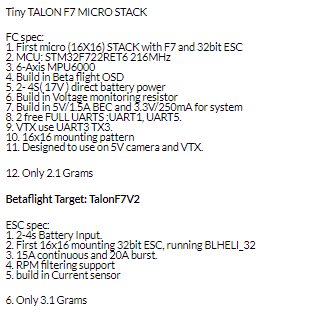 Tiny TALON F7 MICRO STACK
FC spec:
1. First micro (16X16) STACK with F7 and 32bit ESC
2. MCU: STM32F722RET6 216MHz
3. 6-Axis MPU6000
4. Build in Beta flight OSD
5. 2- 4S( 17V ) direct battery power
6. Build in Voltage monitoring resistor
7. Build in 5V/1.5A BEC and 3.3V/250mA for system
8. 2 free FULL UARTS :UART1, UART5.
9. VTX use UART3 TX3.
10. 16x16 mounting pattern
11. Designed to use on 5V camera and VTX.
12. Only 2.1 Grams
Betaflight Target: TalonF7V2
ESC spec:
1. 2-4s Battery Input.
2. First 16x16 mounting 32bit ESC, running BLHELI_32
3. 15A continuous and 20A burst.
4. RPM filtering support
5. build in Current sensor
6. Only 3.1 Grams